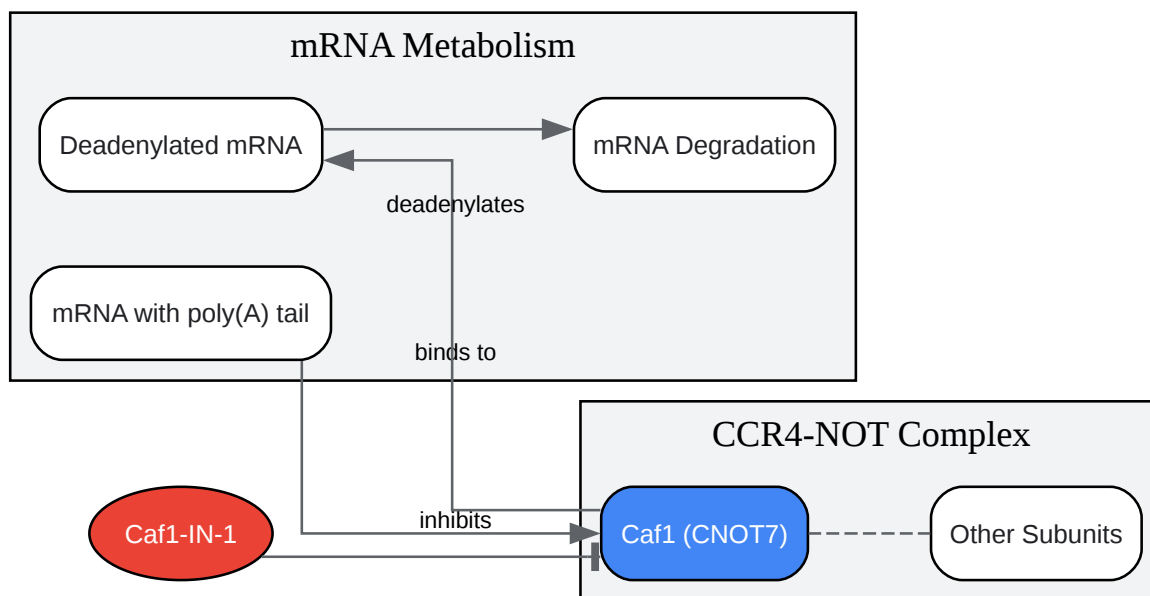 mRNA Metabolism
Deadenylated mRNA
mRNA Degradation
deadenylates
mRNA with poly(A) tail
binds to
CCR4-NOT Complex
inhibits
Caf1-IN-1
Caf1 (CNOT7)
Other Subunits